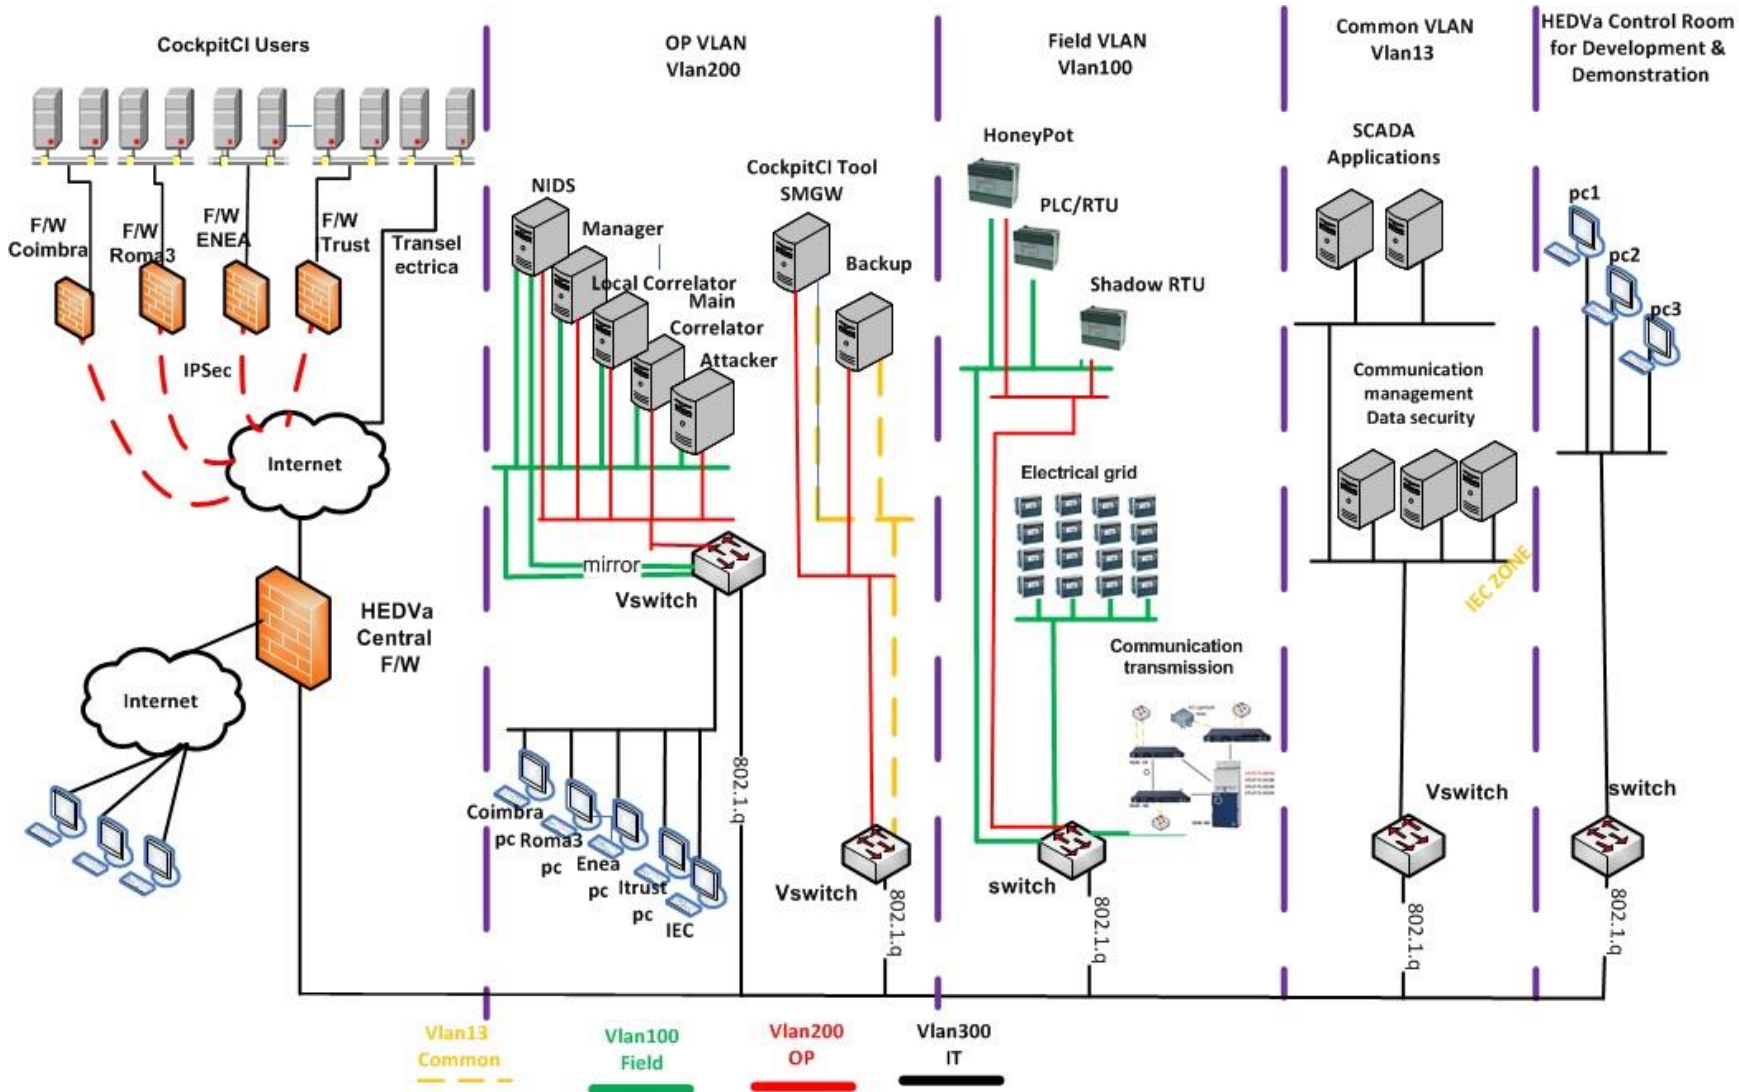 CockpitCI Users
OP VLAN
Vlan200
Field VLAN
Vlan100
Common VLAN
Vlan13
HEDVa Control Room
for Development &
Demonstration
F/W
Coimbra
F/W
Roma3
F/W
ENEA
F/W
ITrust
Transel
ectrica
IPSec
Internet
HEDVa
Central
F/W
Internet
NIDS
Manager
Local Correlator
Main
Correlator
Attacker
CockpitCI Tool
SMGW
Backup
mirror
Vswitch
802.1.q
Coimbra
pc
Roma3
pc
Enea
pc
Itrust
pc
IEC
Vswitch
802.1.q
HoneyPot
PLC/RTU
Shadow RTU
Electrical grid
Communication
transmission
switch
802.1.q
SCADA
Applications
Communication
management
Data security
IEC ZONE
Vswitch
802.1.q
pc1
pc2
pc3
switch
802.1.q
Vlan13
Common
Vlan100
Field
Vlan200
OP
Vlan300
IT